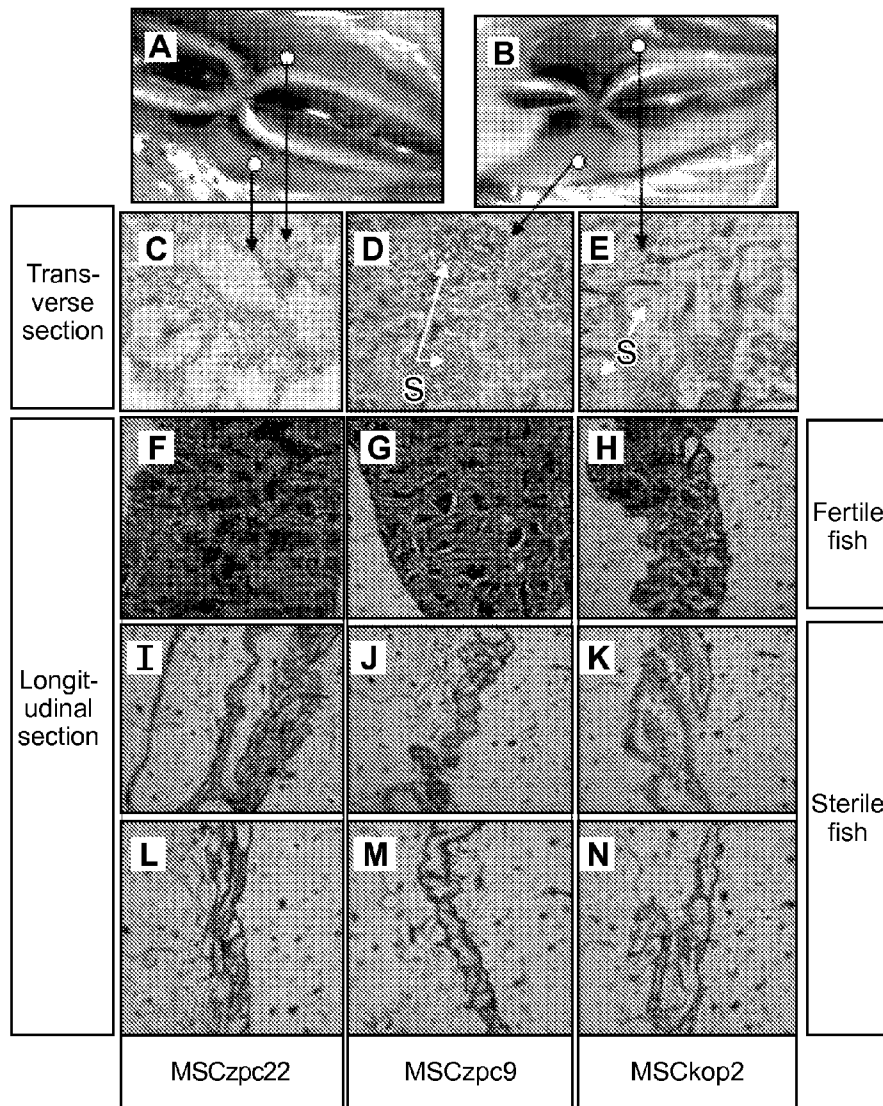 A
B
Trans-
verse
section
C
D
S
E
S
F
G
H
Fertile
fish
Longit-
udinal
section
I
J
K
Sterile
fish
L
M
N
MSCzpc22
MSCzpc9
MSCkop2